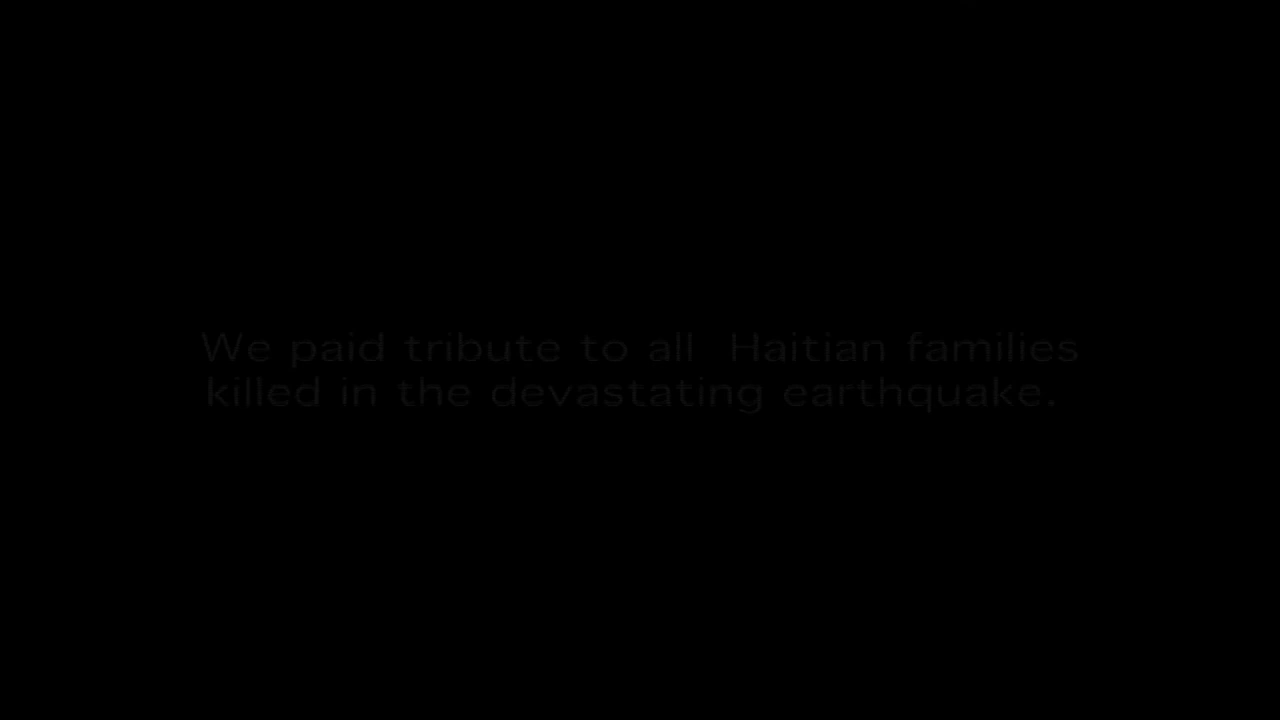 We paid tribute to all  Haitian families
killed in the devastating earthquake.